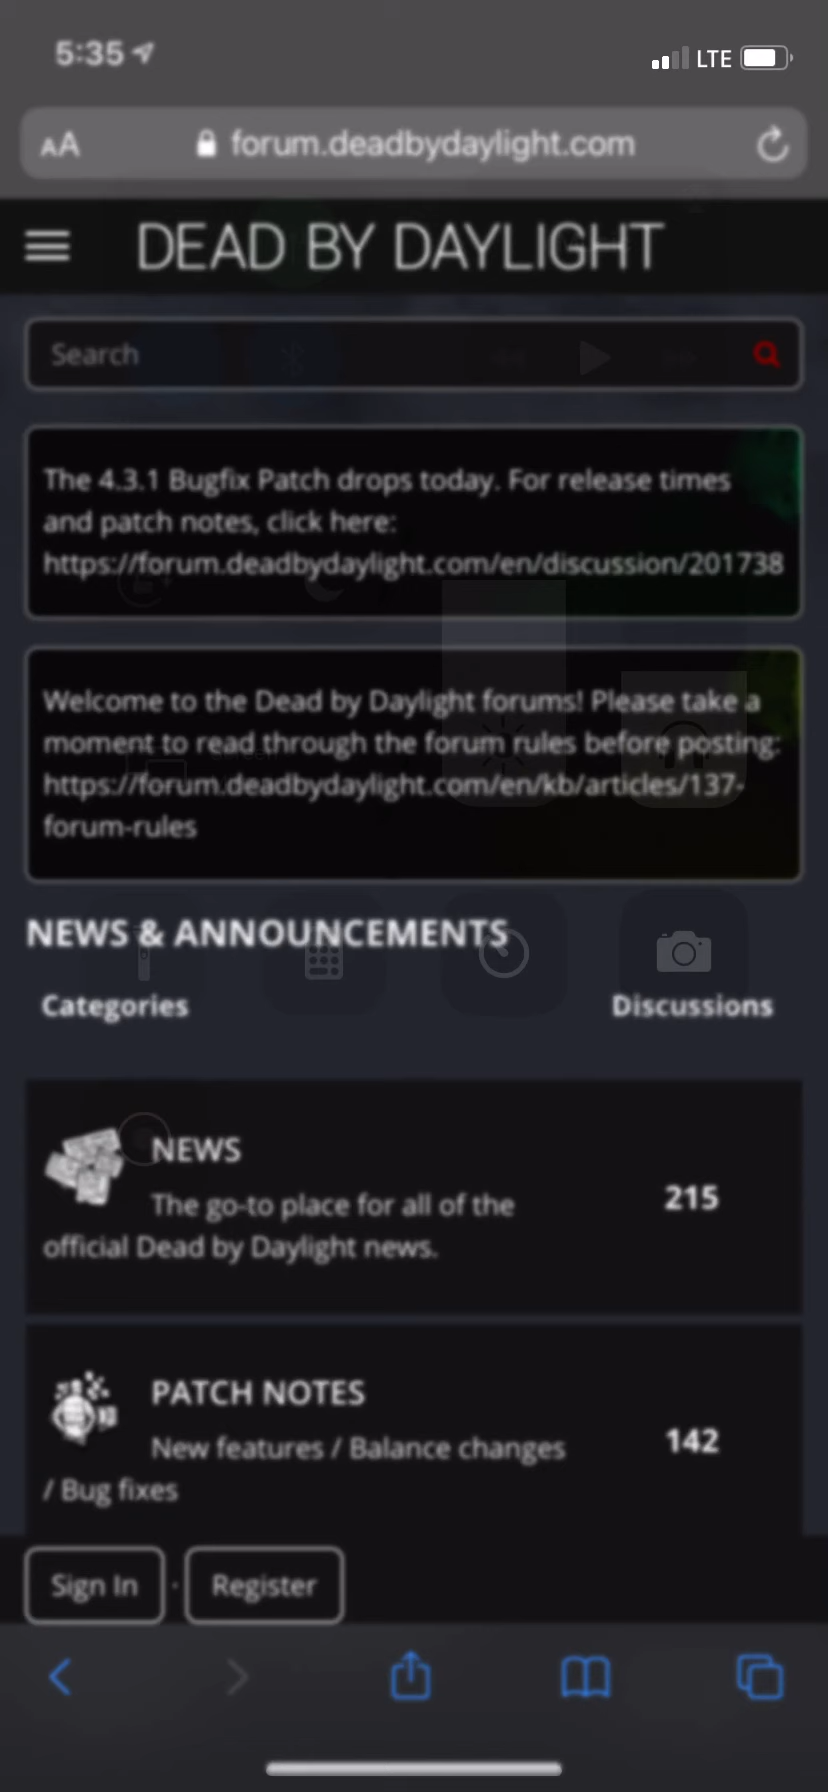 5:35
LTE
AA
forum.deadbydaylight.com
DEAD BY DAYLIGHT
Search
The 4.3.1 Bugfix Patch drops today. For release times
and patch notes, click here:
https://forum.deadbydaylight.com/en/discussion/201738
Welcome to the Dead by Daylight forums! Please take a
moment to read through the forum rules before posting:
https://forum.deadbydaylight.com/en/kb/articles/137-
forum-rules
NEWS & ANNOUNCEMENTS
Categories Discussions
NEWS
The go-to place for all of the
official Dead by Daylight news.
215
PATCH NOTES
New features / Balance changes
/ Bug fixes
142
Sign In · Register